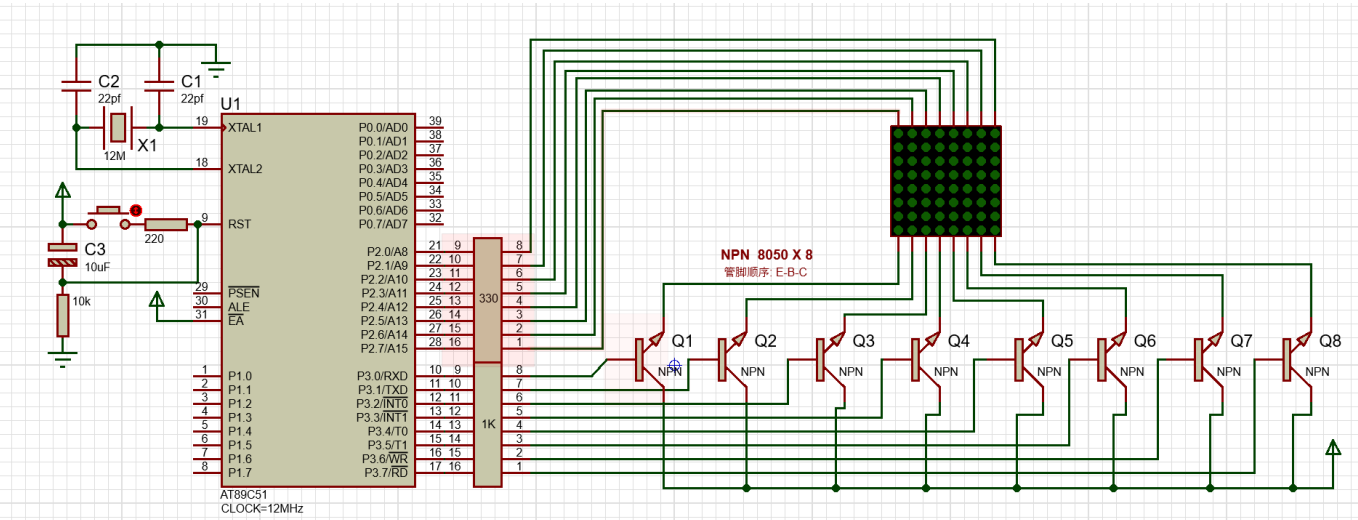 C2
22pf
C1
22pf
X1
12M
U1
19
XTAL1
18
XTAL2
9
RST
29
PSEN
30
ALE
31
EA
1
P1.0
2
P1.1
3
P1.2
4
P1.3
5
P1.4
6
P1.5
7
P1.6
8
P1.7
P0.0/AD0
39
P0.1/AD1
38
P0.2/AD2
37
P0.3/AD3
36
P0.4/AD4
35
P0.5/AD5
34
P0.6/AD6
33
P0.7/AD7
32
P2.0/A8
21 9
8
P2.1/A9
22 10
7
P2.2/A10
23 11
6
P2.3/A11
24 12
5
P2.4/A12
25 13
4
P2.5/A13
26 14
3
P2.6/A14
27 15
2
P2.7/A15
28 16
1
330
P3.0/RXD
10 9
8
P3.1/TXD
11 10
7
P3.2/INT0
12 11
6
P3.3/INT1
13 12
5
P3.4/T0
14 13
4
P3.5/T1
15 14
3
P3.6/WR
16 15
2
P3.7/RD
17 16
1
1K
AT89C51
CLOCK=12MHz
220
C3
10uF
10k
NPN 8050 X 8
管脚顺序: E-B-C
Q1
NPN
Q2
NPN
Q3
NPN
Q4
NPN
Q5
NPN
Q6
NPN
Q7
NPN
Q8
NPN